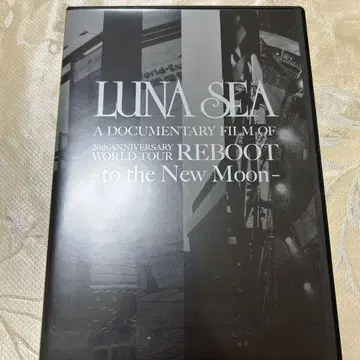 LUNA SEA
A DOCUMENTARY FILM OF
20th ANNIVERSARY
WORLD TOUR REBOOT
-to the New Moon-